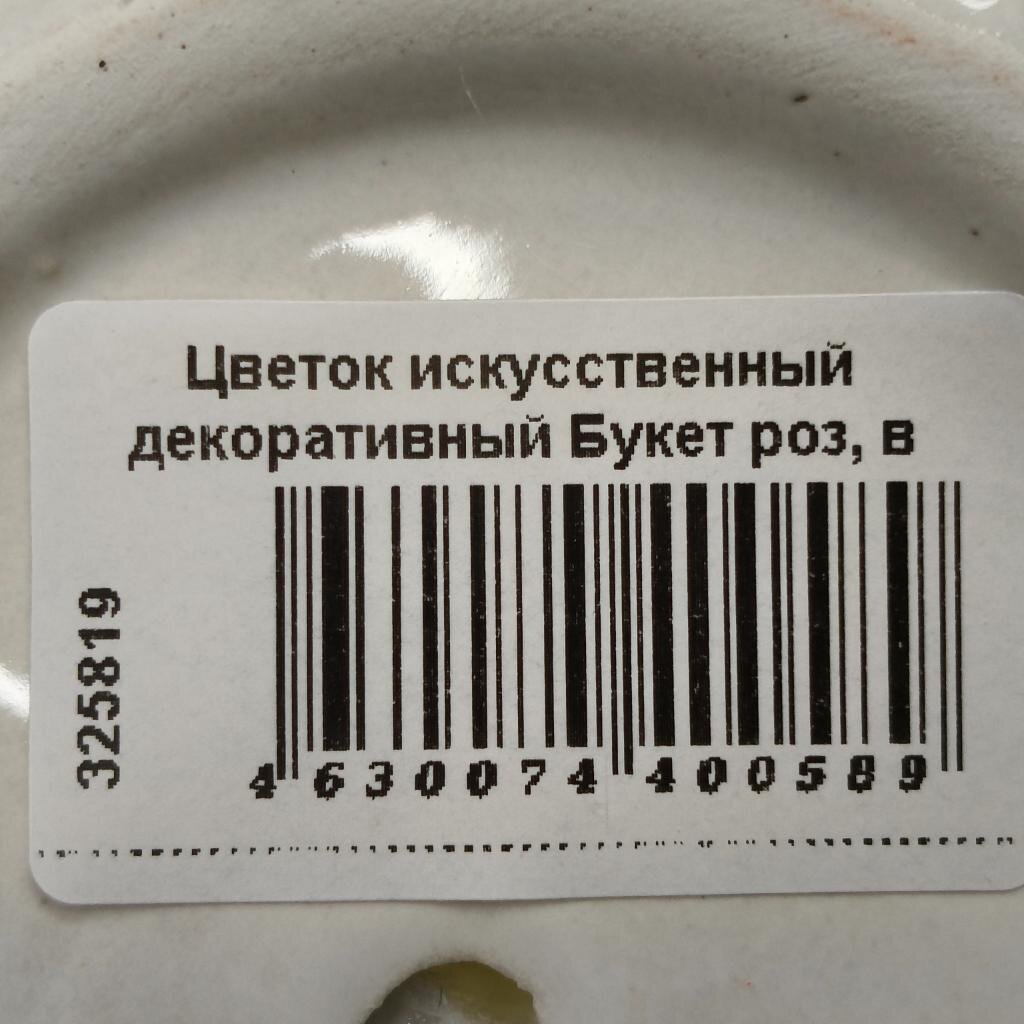 Цветок искусственный
декоративный Букет роз, в
325819
4 630074 400589